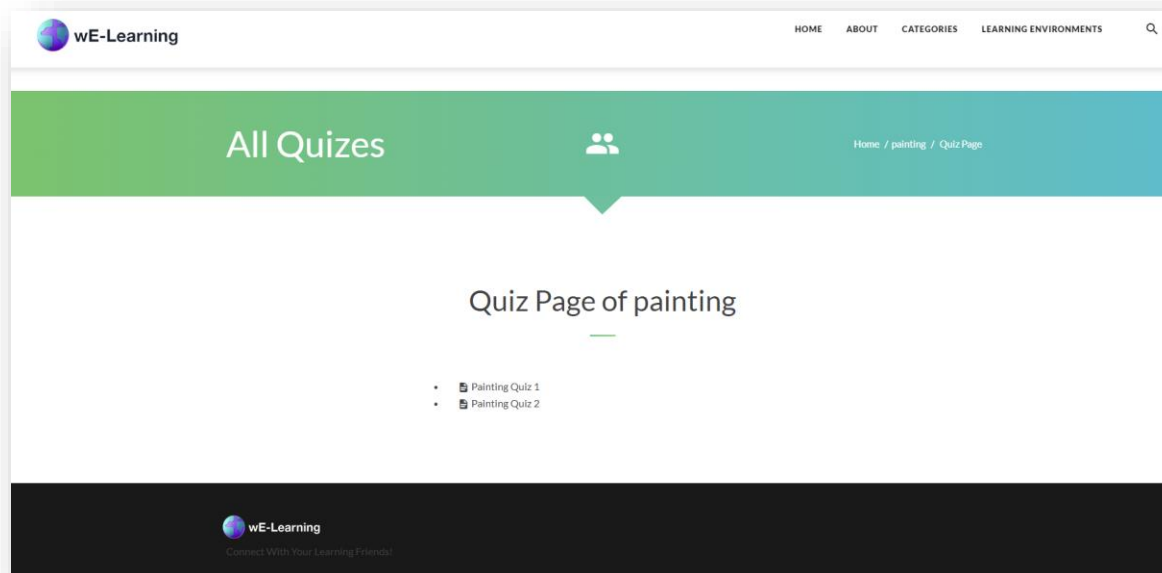 wE-Learning
HOME ABOUT CATEGORIES LEARNING ENVIRONMENTS
All Quizes
Home / painting / Quiz Page
Quiz Page of painting
Painting Quiz 1
Painting Quiz 2
wE-Learning
Connect With Your Learning Friends!